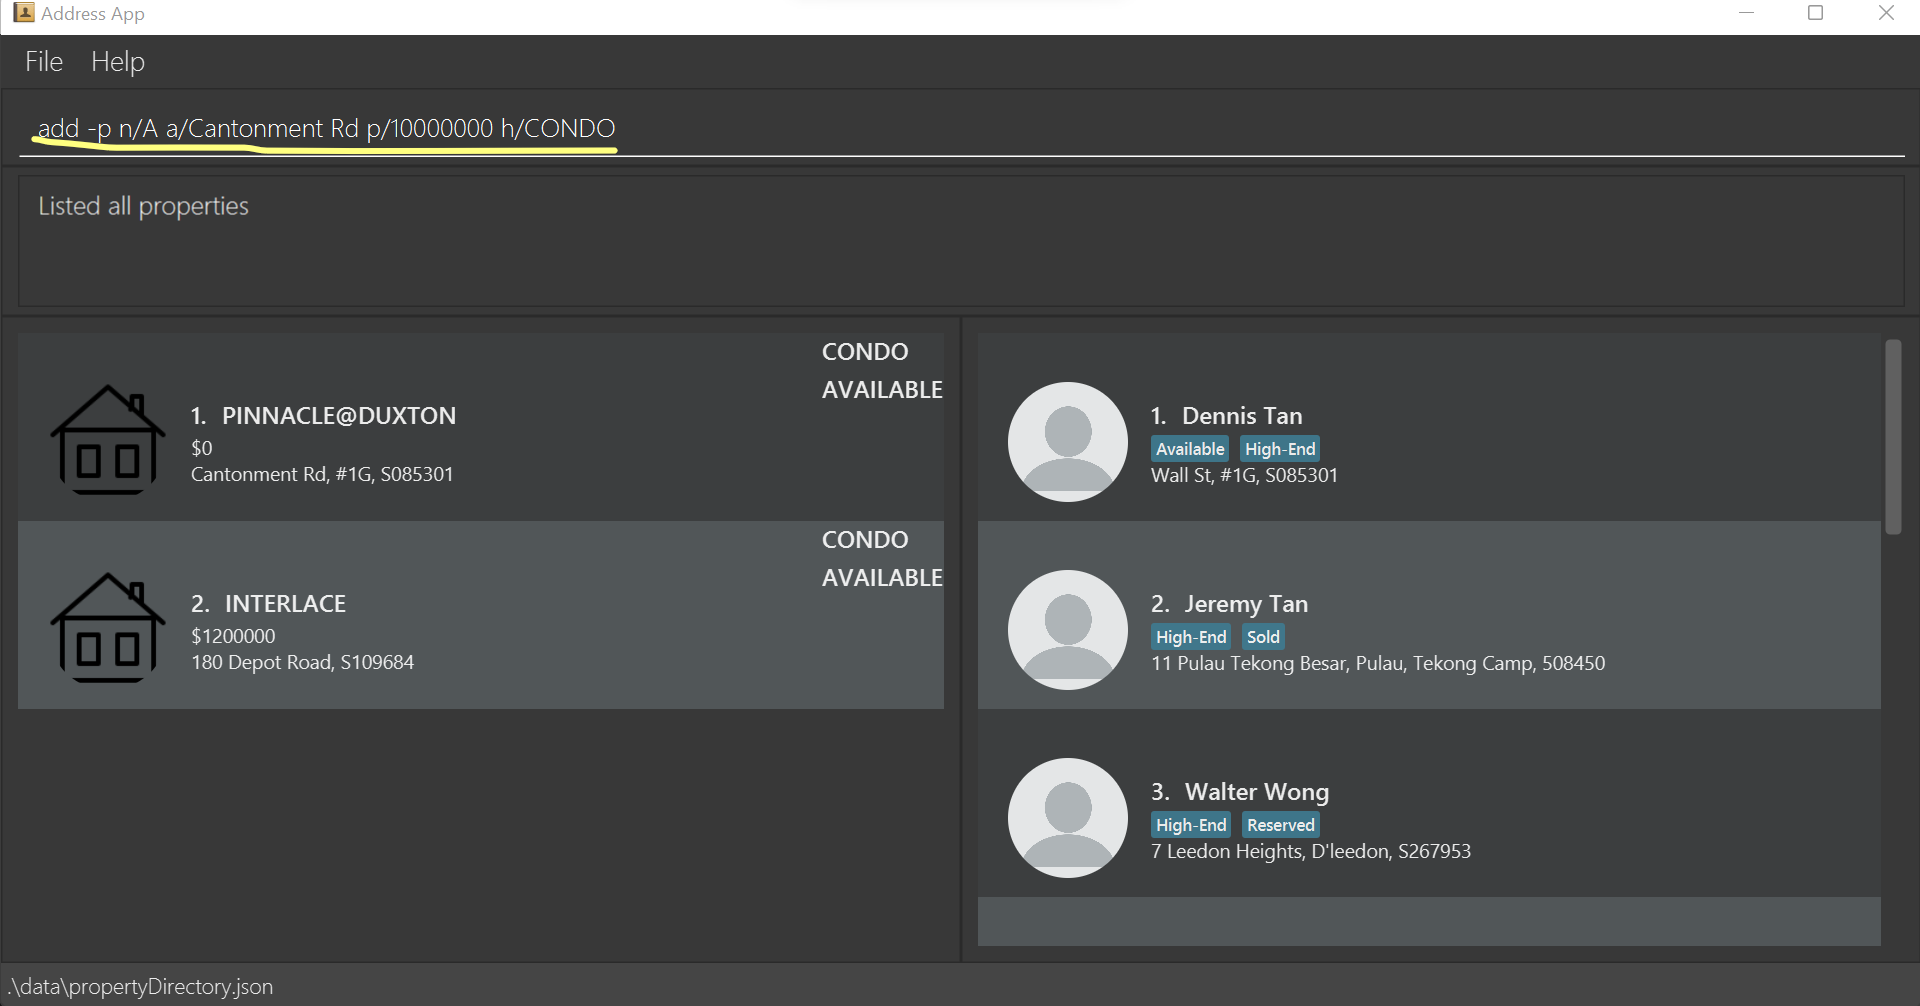 Address App
File Help
add -p n/A a/Cantonment Rd p/10000000 h/CONDO
Listed all properties
CONDO
AVAILABLE
1. PINNACLE@DUXTON
$0
Cantonment Rd, #1G, S085301
CONDO
AVAILABLE
2. INTERLACE
$1200000
180 Depot Road, S109684
1. Dennis Tan
Available High-End
Wall St, #1G, S085301
2. Jeremy Tan
High-End Sold
11 Pulau Tekong Besar, Pulau, Tekong Camp, 508450
3. Walter Wong
High-End Reserved
7 Leedon Heights, D'leedon, S267953
.\data\propertyDirectory.json